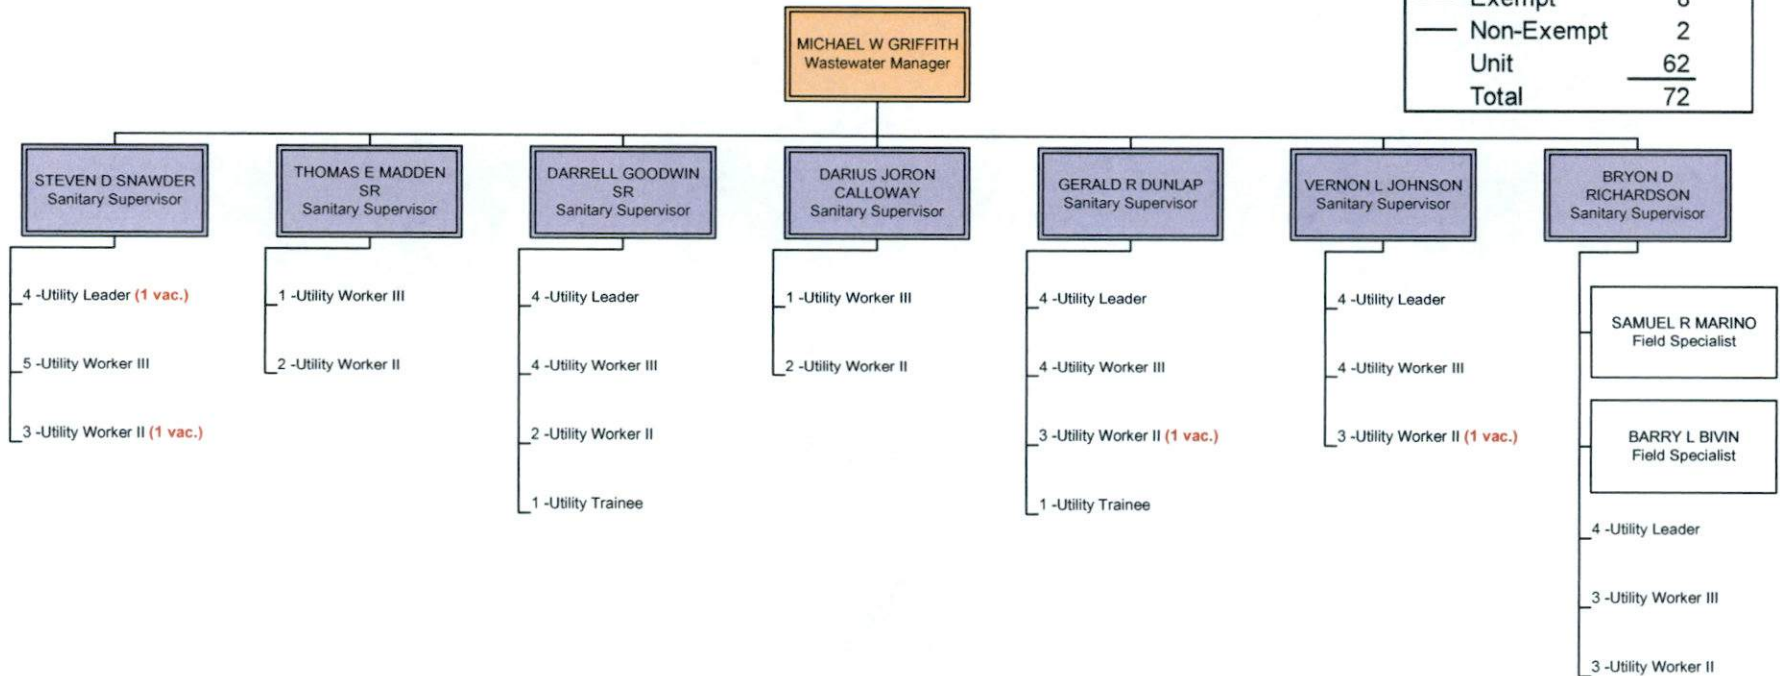 Exempt 8
Non-Exempt 2
Unit 62
Total 72
MICHAEL W GRIFFITH
Wastewater Manager
STEVEN D SNAWDER
Sanitary Supervisor
4 -Utility Leader (1 vac.)
5 -Utility Worker III
3 -Utility Worker II (1 vac.)
THOMAS E MADDEN
SR
Sanitary Supervisor
1 -Utility Worker III
2 -Utility Worker II
DARRELL GOODWIN
SR
Sanitary Supervisor
4 -Utility Leader
4 -Utility Worker III
2 -Utility Worker II
1 -Utility Trainee
DARIUS JORON
CALLOWAY
Sanitary Supervisor
1 -Utility Worker III
2 -Utility Worker II
GERALD R DUNLAP
Sanitary Supervisor
4 -Utility Leader
4 -Utility Worker III
3 -Utility Worker II (1 vac.)
1 -Utility Trainee
VERNON L JOHNSON
Sanitary Supervisor
4 -Utility Leader
4 -Utility Worker III
3 -Utility Worker II (1 vac.)
BRYON D
RICHARDSON
Sanitary Supervisor
SAMUEL R MARINO
Field Specialist
BARRY L BIVIN
Field Specialist
4 -Utility Leader
3 -Utility Worker III
3 -Utility Worker II